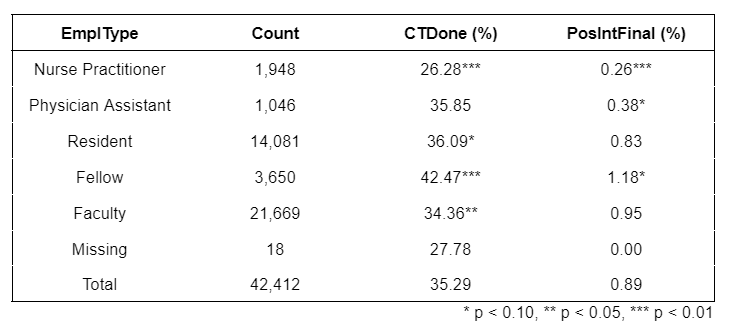 EmplType Count CTDone (%) PosIntFinal (%)
Nurse Practitioner 1,948 26.28*** 0.26***
Physician Assistant 1,046 35.85 0.38*
Resident 14,081 36.09* 0.83
Fellow 3,650 42.47*** 1.18*
Faculty 21,669 34.36** 0.95
Missing 18 27.78 0.00
Total 42,412 35.29 0.89
* p < 0.10, ** p < 0.05, *** p < 0.01